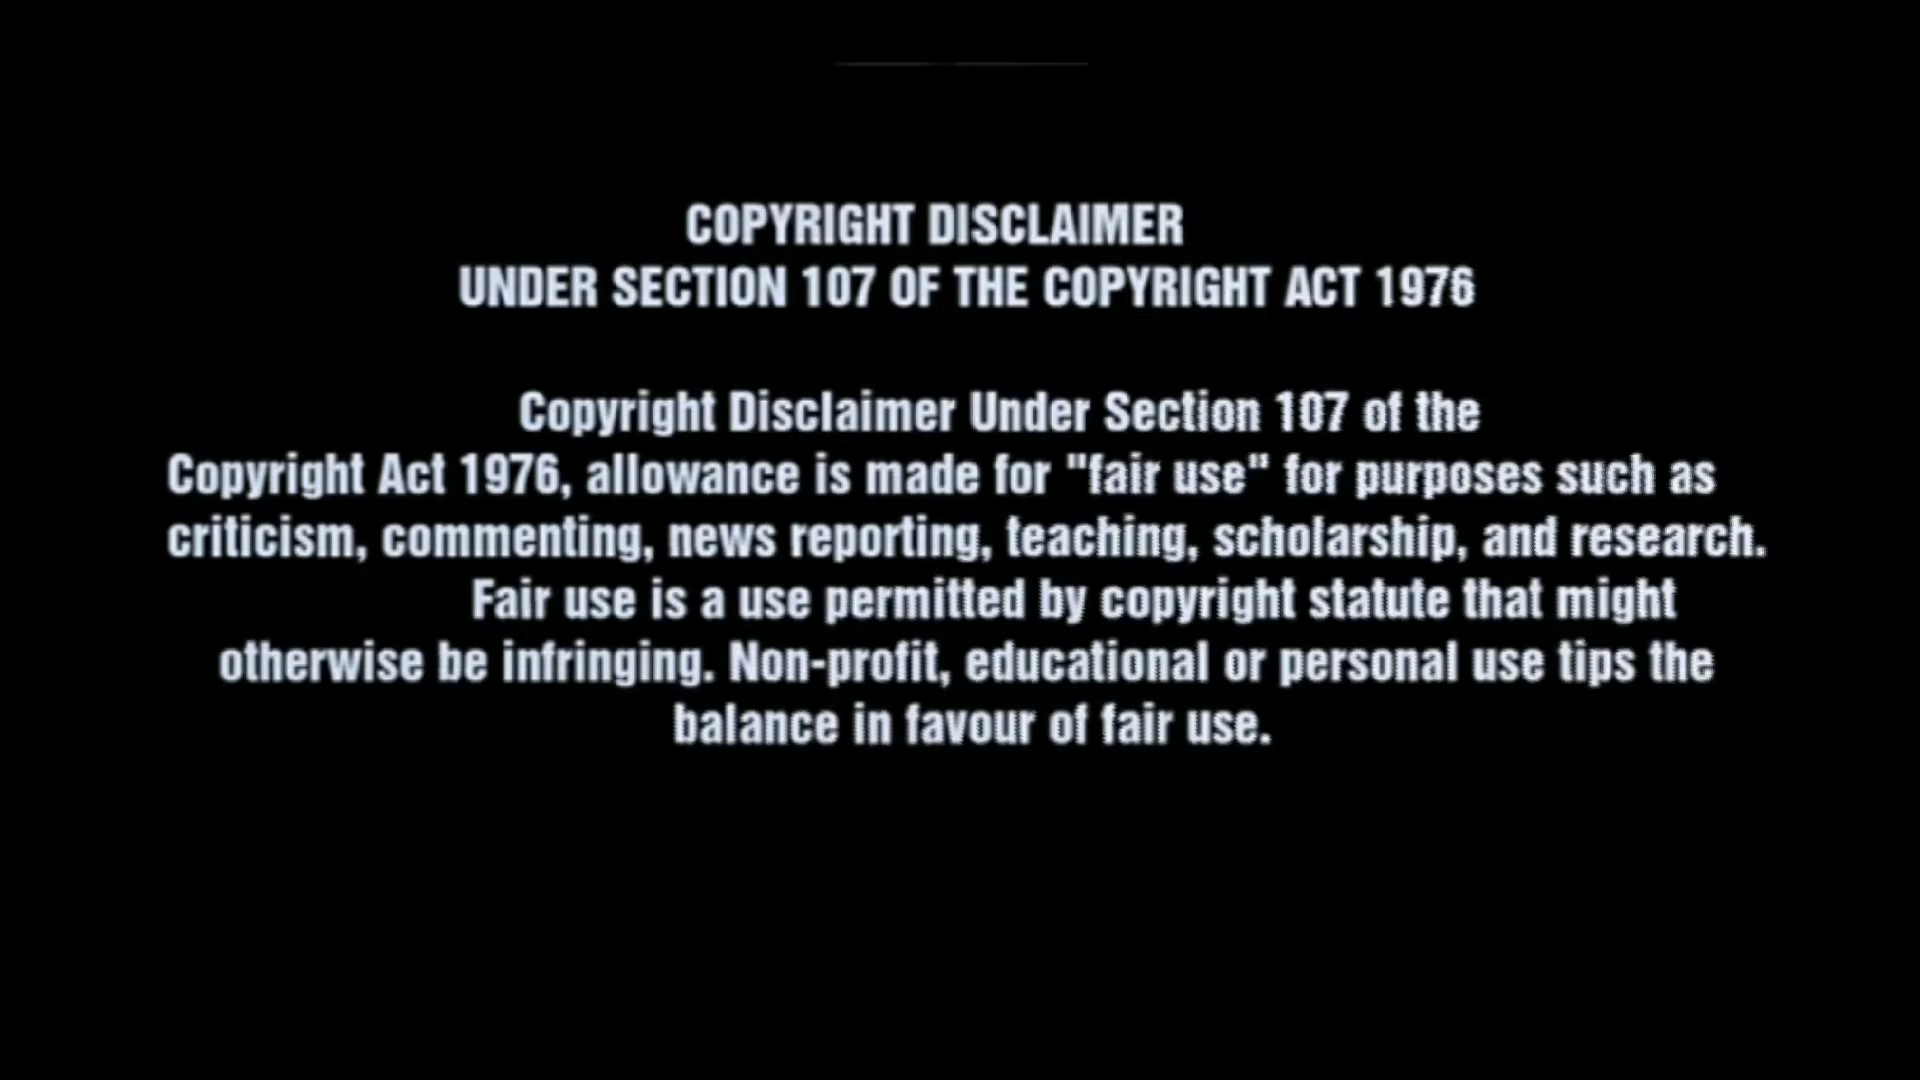 COPYRIGHT DISCLAIMER
UNDER SECTION 107 OF THE COPYRIGHT ACT 1976
Copyright Disclaimer Under Section 107 of the
Copyright Act 1976, allowance is made for "fair use" for purposes such as
criticism, commenting, news reporting, teaching, scholarship, and research.
Fair use is a use permitted by copyright statute that might
otherwise be infringing. Non-profit, educational or personal use tips the
balance in favour of fair use.